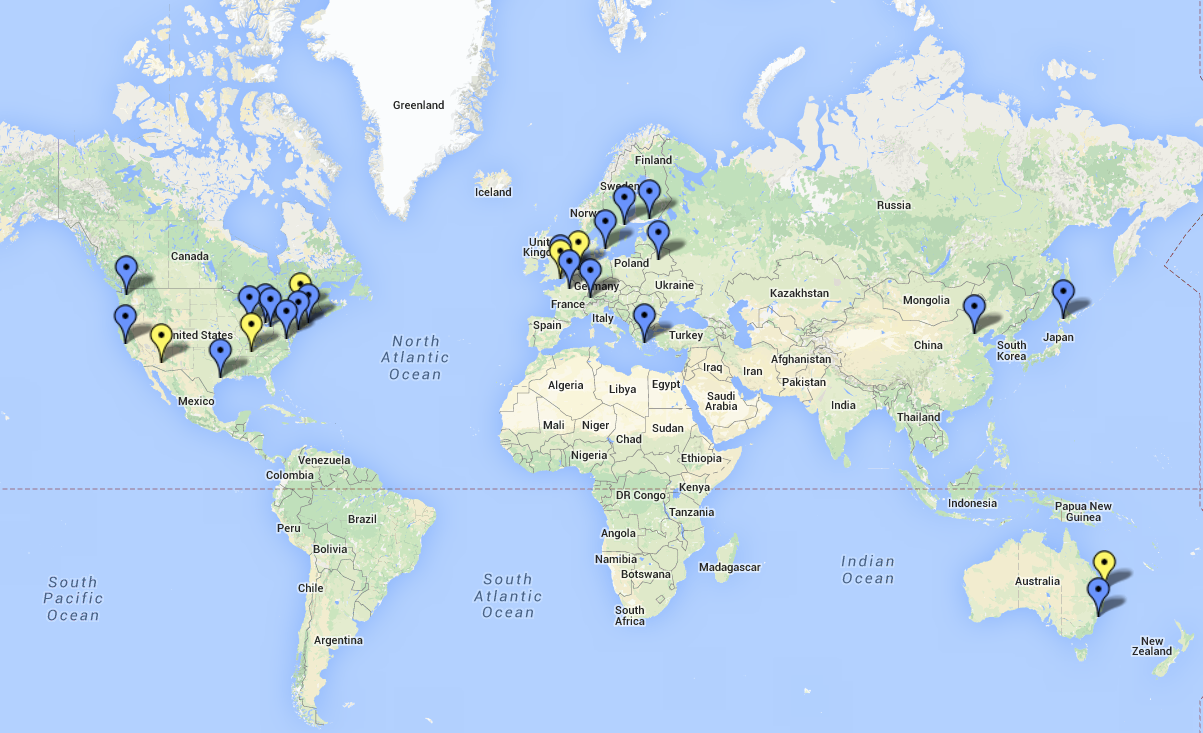 Greenland
Finland
Iceland
Sweden
Russia
Norw
Unit
Kingd
Canada
Poland
Germany
Ukraine
Kazakhstan
Mongolia
France
Italy
Spain
Turkey
nited States
China
South
Korea
Japan
North
Atlantic
Ocean
Afghanistan
Iraq
Iran
Pakistan
Algeria
Libya
Egypt
Saudi
Arabia
India
Mexico
Mali
Niger
Sudan
Chad
Thailand
Nigeria
Ethiopia
Venezuela
Colombia
Kenya
DR Congo
Indonesia
Papua New
Guinea
Tanzania
Brazil
Peru
Angola
Bolivia
Namibia
Botswana
Madagascar
Indian
Ocean
Australia
Chile
South
Pacific
Ocean
South
Atlantic
Ocean
South
Africa
Argentina
New
Zealand